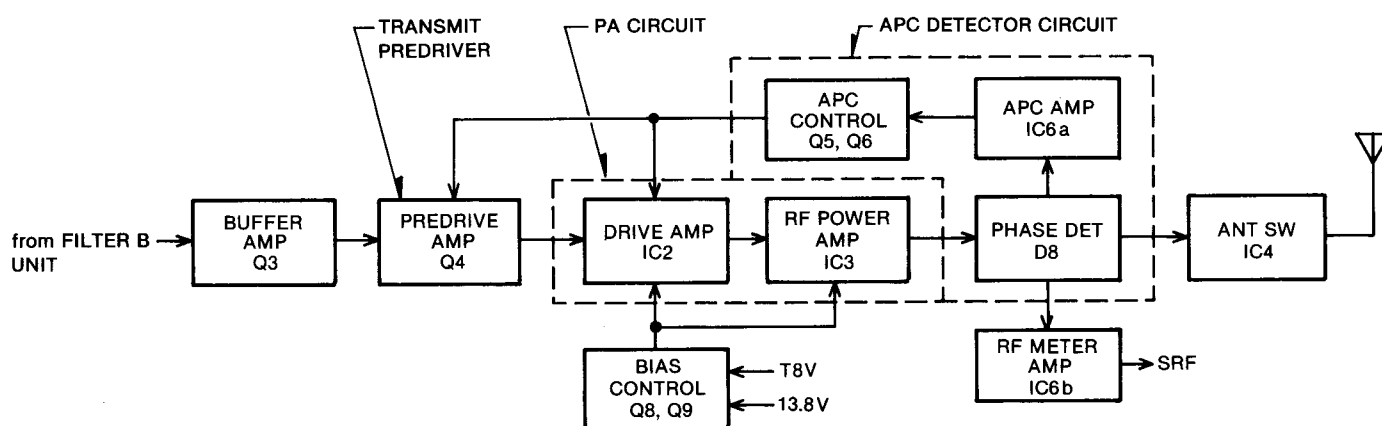 TRANSMIT
PREDRIVER
PA CIRCUIT
APC DETECTOR CIRCUIT
APC
CONTROL
Q5, Q6
APC AMP
IC6a
from FILTER B
UNIT
BUFFER
AMP
Q3
PREDRIVE
AMP
Q4
DRIVE AMP
IC2
RF POWER
AMP
IC3
PHASE DET
D8
ANT SW
IC4
BIAS
CONTROL
Q8, Q9
T8V
13.8V
RF METER
AMP
IC6b
SRF